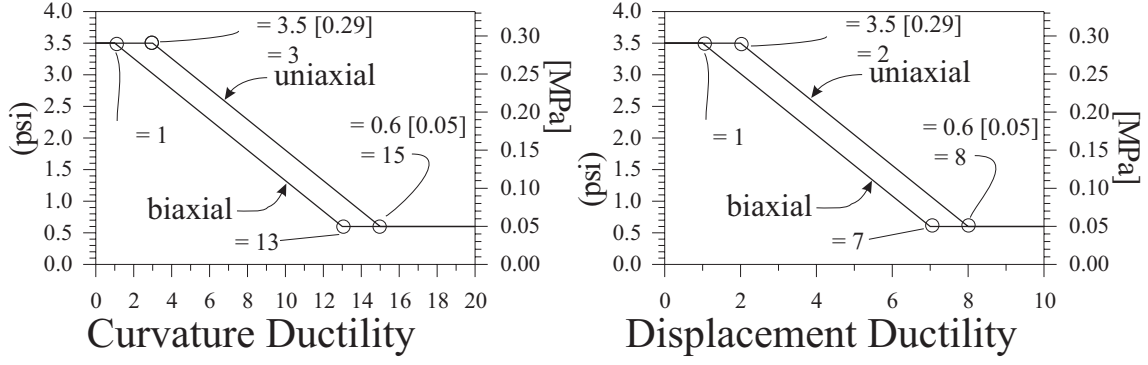 4.0
3.5
3.0
2.5
2.0
1.5
1.0
0.5
0.0
(psi)
= 3.5 [0.29]
= 3
uniaxial
= 1
= 0.6 [0.05]
= 15
biaxial
= 13
0.30
0.25
0.20
0.15
0.10
0.05
0.00
[MPa]
0 2 4 6 8 10 12 13 14 16 18 20
Curvature Ductility
4.0
3.5
3.0
2.5
2.0
1.5
1.0
0.5
0.0
(psi)
= 3.5 [0.29]
= 2
uniaxial
= 1
= 0.6 [0.05]
= 8
biaxial
= 7
0.30
0.25
0.20
0.15
0.10
0.05
0.00
[MPa]
0 2 4 6 8 10
Displacement Ductility